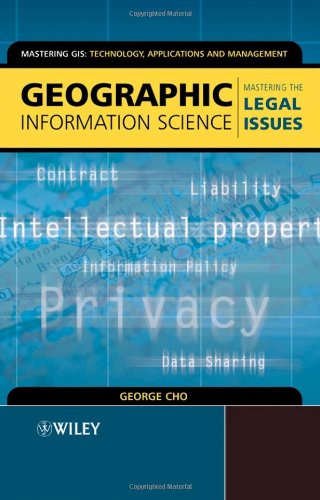 MASTERING GIS: TECHNOLOGY, APPLICATIONS AND MANAGEMENT
GEOGRAPHIC
INFORMATION SCIENCE
MASTERING THE
LEGAL
ISSUES
Contract
Liability
Intellectual propert
Information Policy
Privacy
Data Sharing
GEORGE CHO
WILEY